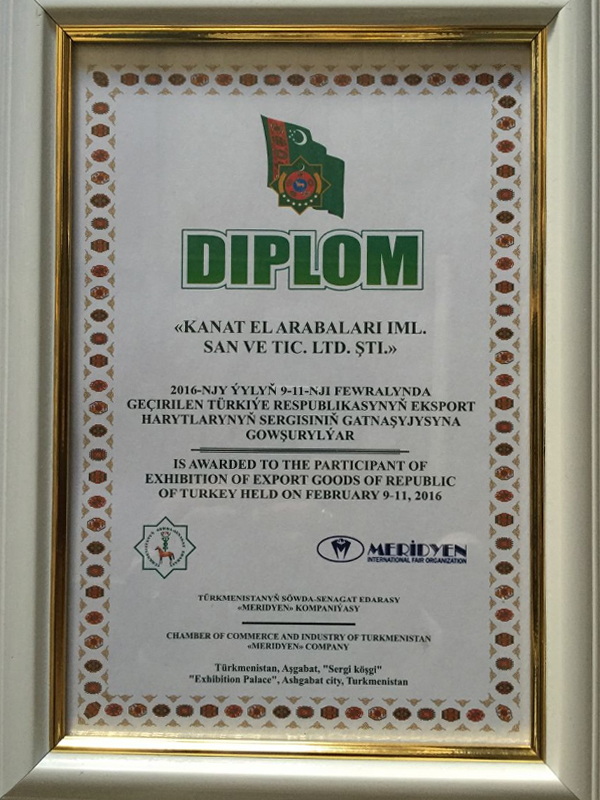 DIPLOM
«KANAT EL ARABALARI IML.
SAN VE TIC. LTD. ŞTI.»
2016-NJY ÝYLYŇ 9-11-NJI FEWRALYNDA
GEÇIRILEN TÜRKIÝE RESPUBLIKASYNYŇ EKSPORT
HARYTLARYNYŇ SERGISINIŇ GATNAŞYJYSYNA
GOWŞURYLÝAR
IS AWARDED TO THE PARTICIPANT OF
EXHIBITION OF EXPORT GOODS OF REPUBLIC
OF TURKEY HELD ON FEBRUARY 9-11, 2016
MERİDYEN
INTERNATIONAL FAIR ORGANIZATION
TÜRKMENISTANYŇ SÖWDA-SENAGAT EDARASY
«MERIDYEN» KOMPANIÝASY
CHAMBER OF COMMERCE AND INDUSTRY OF TURKMENISTAN
«MERIDYEN» COMPANY
Türkmenistan, Aşgabat, "Sergi köşgi"
"Exhibition Palace", Ashgabat city, Turkmenistan